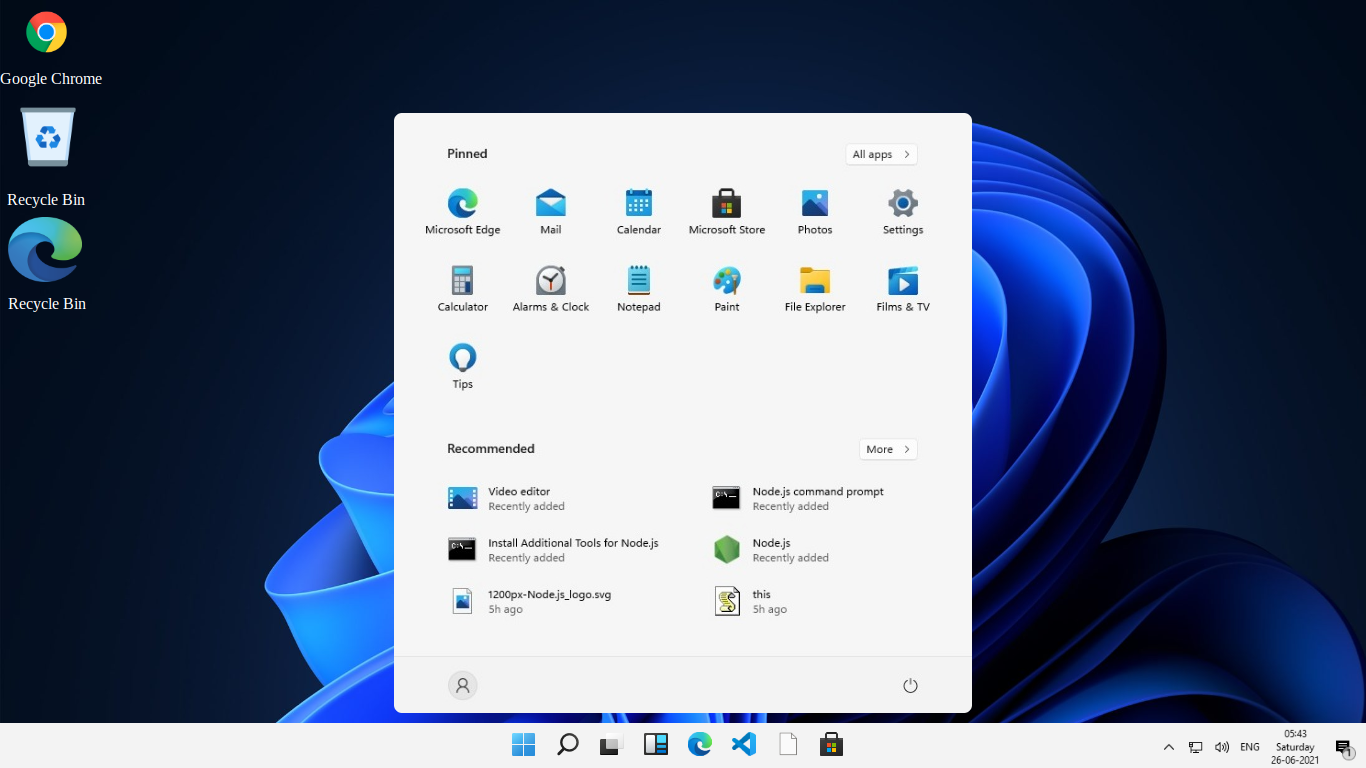 Google Chrome
Recycle Bin
Recycle Bin
Pinned
All apps
Microsoft Edge
Mail
Calendar
Microsoft Store
Photos
Settings
Calculator
Alarms & Clock
Notepad
Paint
File Explorer
Films & TV
Tips
Recommended
More
Video editor
Recently added
Node.js command prompt
Recently added
Install Additional Tools for Node.js
Recently added
Node.js
Recently added
1200px-Node.js_logo.svg
5h ago
this
5h ago
ENG
05:43
Saturday
26-06-2021
1